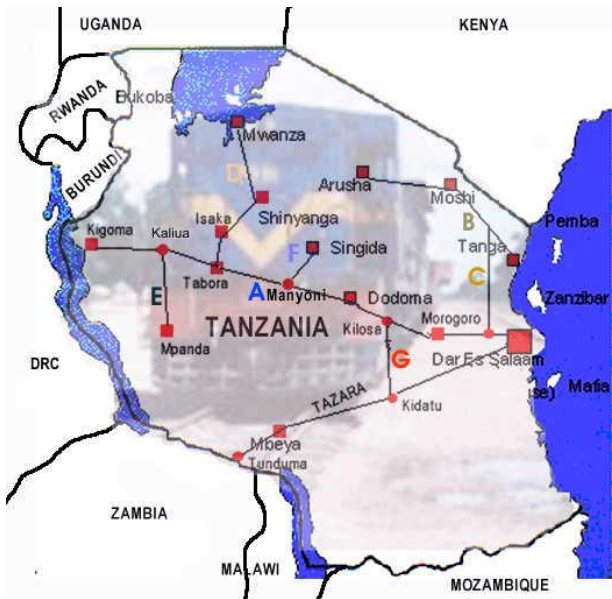 UGANDA
KENYA
RWANDA
Bukoba
Mwanza
BURUNDI
D
Arusha
Moshi
Shinyanga
B
Pemba
Isaka
Kigoma
Kaliua
F
Singida
Tanga
Tabora
C
E
A
Manyoni
Dodoma
Zanzibar
TANZANIA
Kilosa
Morogoro
Mpanda
Dar Es Salaam
DRC
G
Mafia
se)
TAZARA
Kidatu
Mbeya
Tunduma
ZAMBIA
MALAWI
MOZAMBIQUE